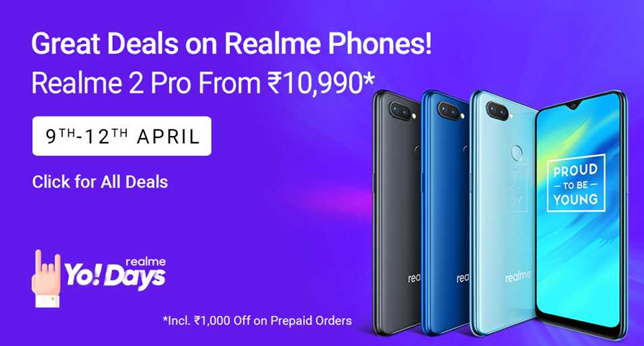 Great Deals on Realme Phones!
Realme 2 Pro From ₹10,990*
9TH-12TH APRIL
Click for All Deals
realme
Yo! Days
*Incl. ₹1,000 Off on Prepaid Orders
rea
realme
realme
PROUD
TO BE
YOUNG